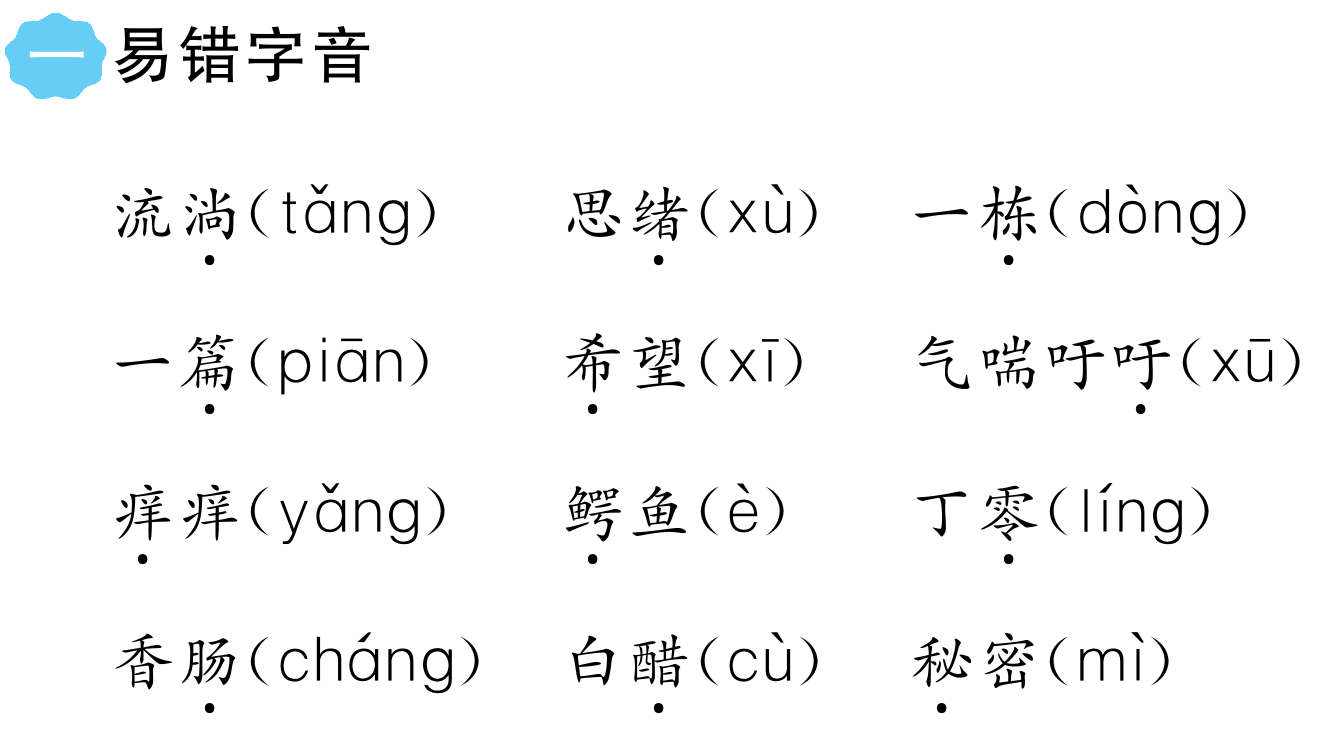 一 易错字音
流淌(tǎng) 思绪(xù) 一栋(dòng)
一篇(piān) 希望(xī) 气喘吁吁(xū)
痒痒(yǎng) 鳄鱼(è) 丁零(líng)
香肠(cháng) 白醋(cù) 秘密(mì)